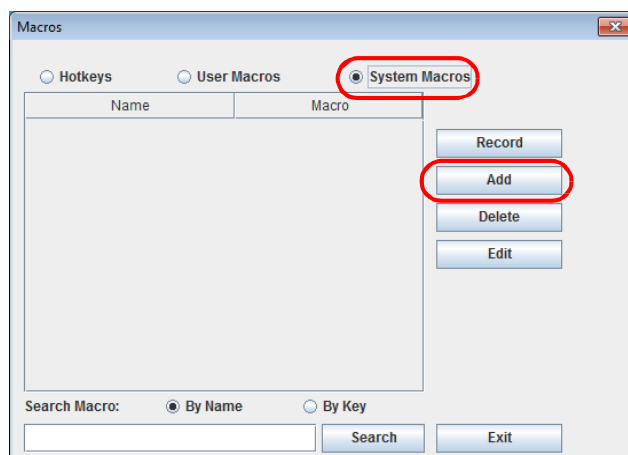 Macros
Hotkeys User Macros System Macros
Name Macro
Record
Add
Delete
Edit
Search Macro: By Name By Key
Search Exit